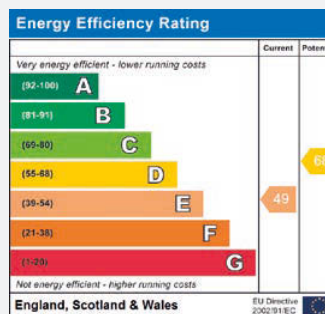 Energy Efficiency Rating
Current Poten
Very energy efficient - lower running costs
(92-100) A
(81-91) B
(69-80) C
(55-68) D
(39-54) E
(21-38) F
(1-20) G
49
Not energy efficient - higher running costs
England, Scotland & Wales
EU Directive
2002/91/EC